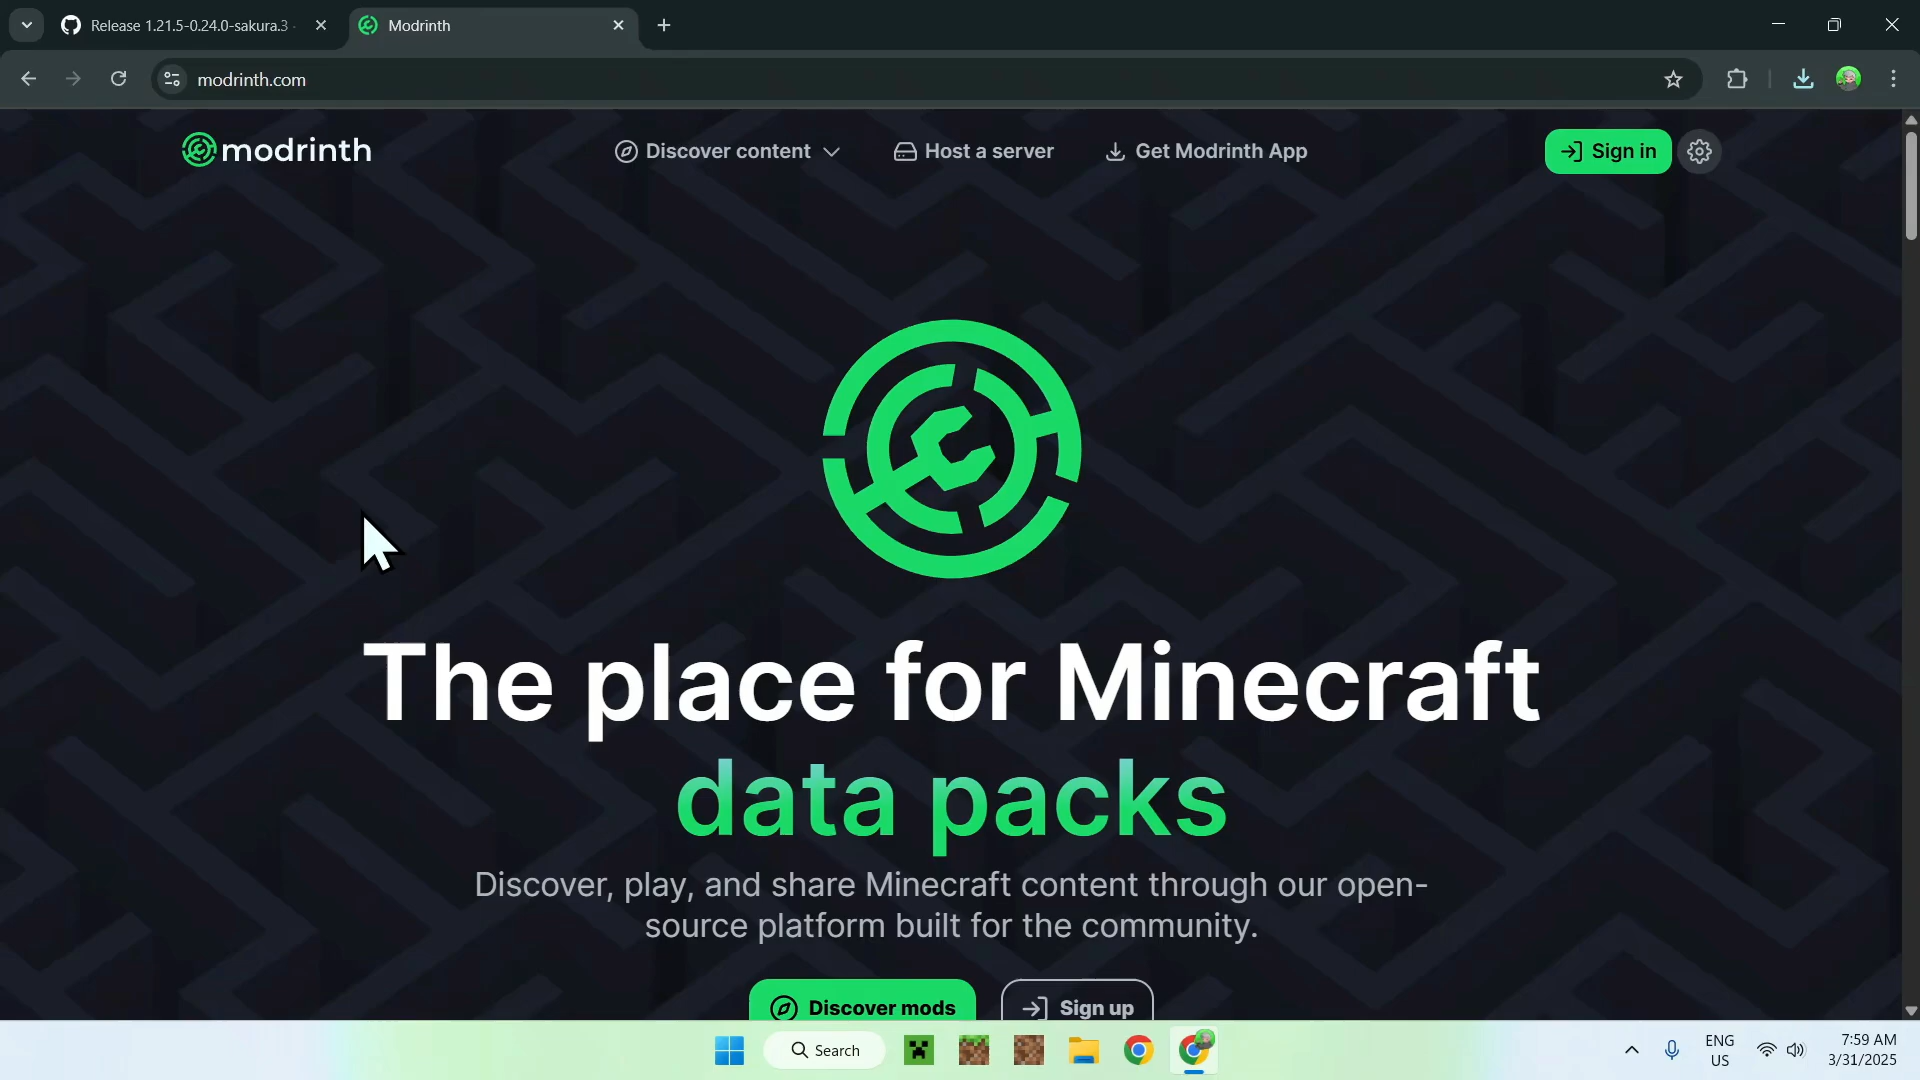 Release 1.21.5-0.24.0-sakura.3
Modrinth
modrinth.com
modrinth
Discover content
Host a server
Get Modrinth App
Sign in
The place for Minecraft
data packs
Discover, play, and share Minecraft content through our open-
source platform built for the community.
Discover mods
Sign up
Search
ENG
US
7:59 AM
3/31/2025